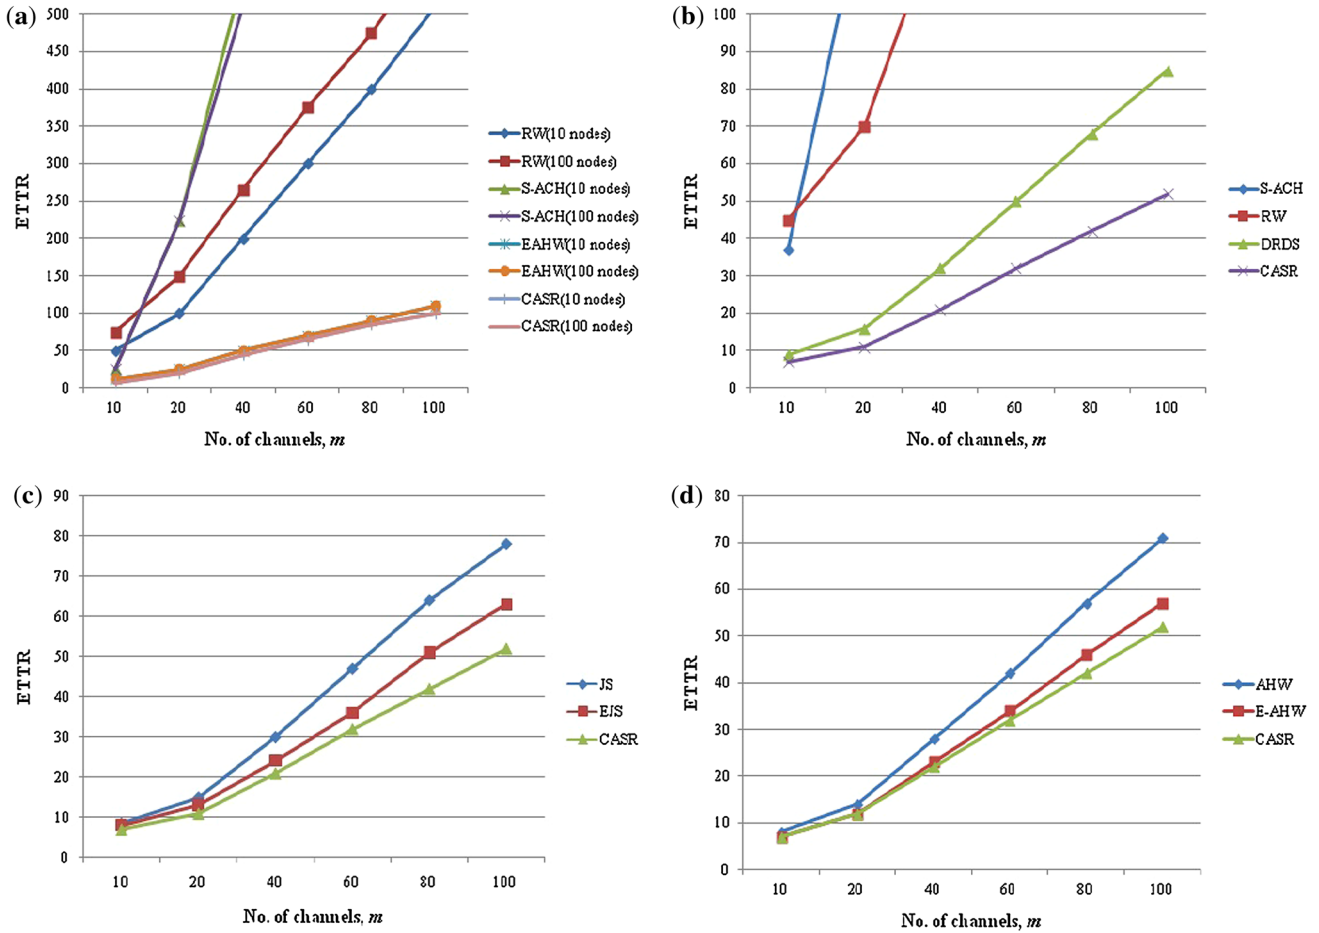 (a)
500
450
400
350
300
250
200
150
100
50
0
ETTR
10 20 40 60 80 100
No. of channels, m
RW(10 nodes)
RW(100 nodes)
S-ACH(10 nodes)
S-ACH(100 nodes)
EAHW(10 nodes)
EAHW(100 nodes)
CASR(10 nodes)
CASR(100 nodes)
(b)
100
90
80
70
60
50
40
30
20
10
0
ETTR
10 20 40 60 80 100
No. of channels, m
S-ACH
RW
DRDS
CASR
(c)
90
80
70
60
50
40
30
20
10
0
ETTR
10 20 40 60 80 100
No. of channels, m
JS
EJS
CASR
(d)
80
70
60
50
40
30
20
10
0
ETTR
10 20 40 60 80 100
No. of channels, m
AHW
E-AHW
CASR